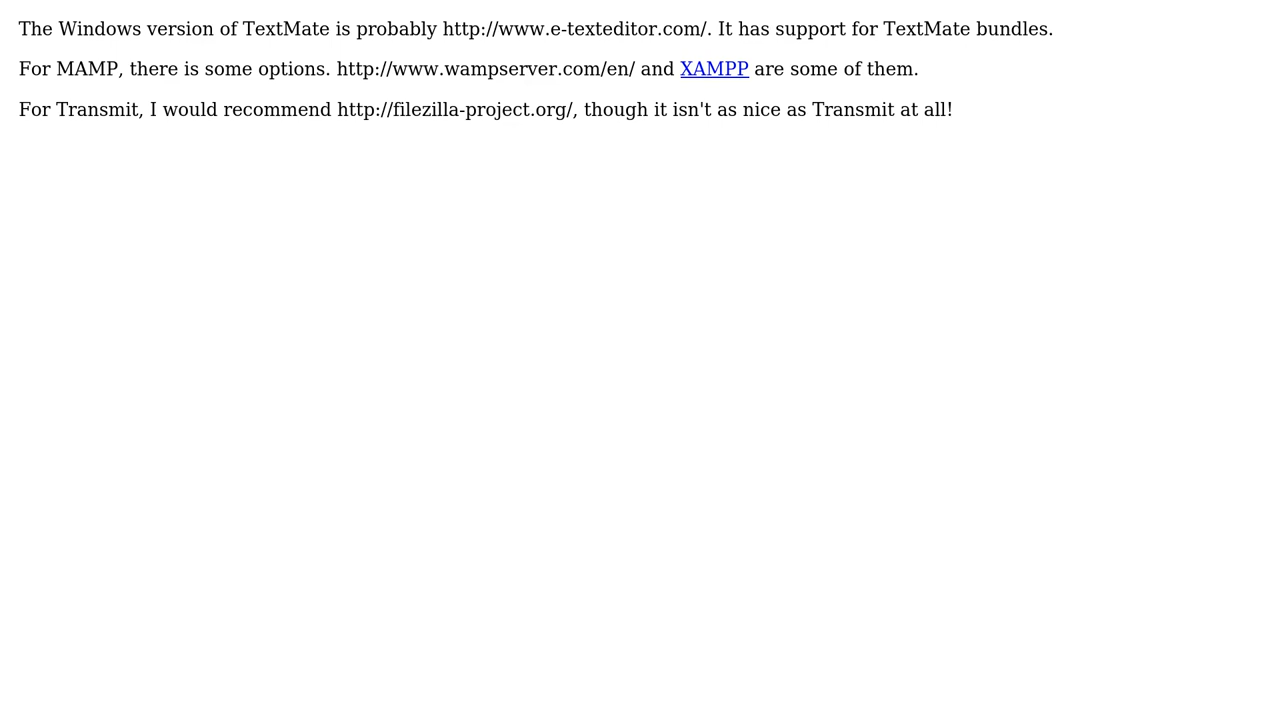 The Windows version of TextMate is probably http://www.e-texteditor.com/. It has support for TextMate bundles.
For MAMP, there is some options. http://www.wampserver.com/en/ and XAMPP are some of them.
For Transmit, I would recommend http://filezilla-project.org/, though it isn't as nice as Transmit at all!